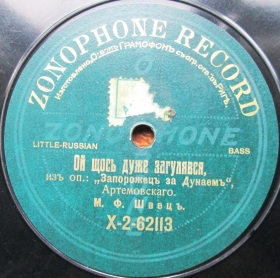 ZONOPHONE RECORD
Изготовлено О-вомъ Грамофонъ съ огр. отв. въ Ригѣ.
ZONOPHONE
LITTLE-RUSSIAN
BASS
Ой щось дуже загулявся,
изъ оп.: „Запорожецъ за Дунаемъ",
Артемовскаго.
М. Ф. Швецъ.
X-2-62113